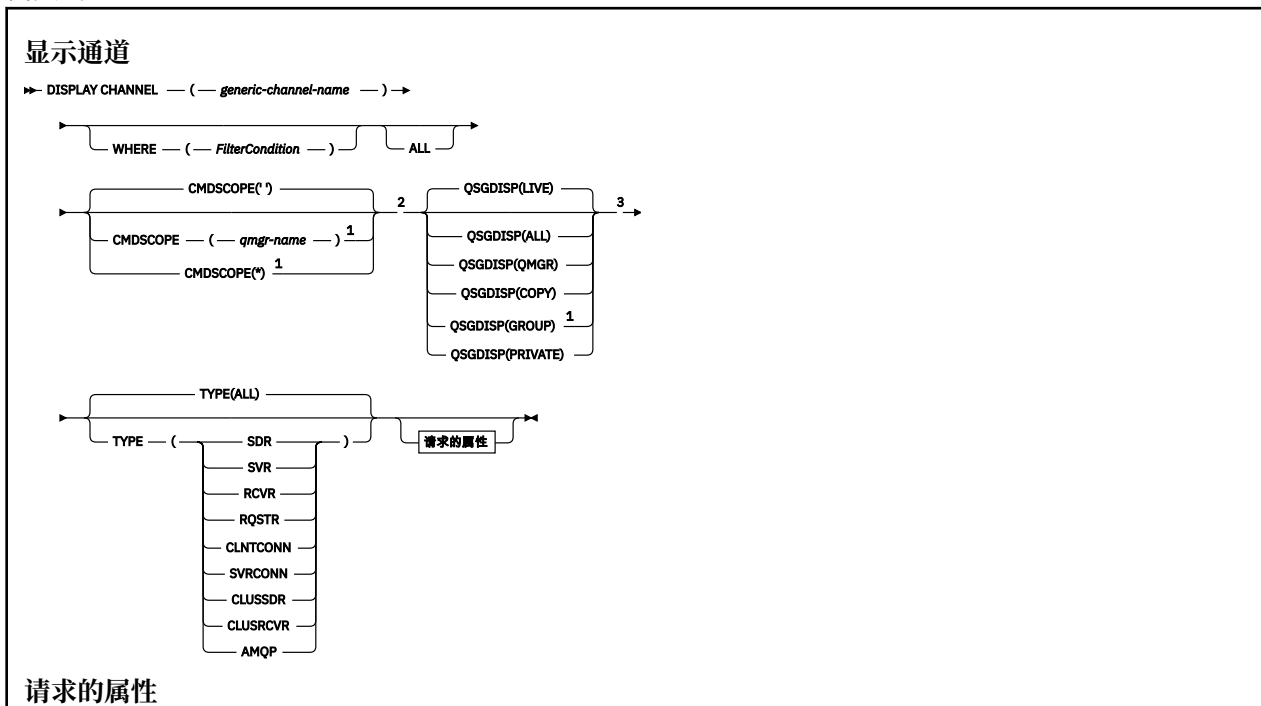 显示通道
DISPLAY CHANNEL ( generic-channel-name )
WHERE ( FilterCondition ) ALL
CMDSCOPE(' ')
CMDSCOPE ( qmgr-name ) 1
CMDSCOPE(*) 1
2
QSGDISP(LIVE)
QSGDISP(ALL)
QSGDISP(QMGR)
QSGDISP(COPY)
QSGDISP(GROUP) 1
QSGDISP(PRIVATE)
3
TYPE(ALL)
TYPE ( SDR )
SVR
RCVR
RQSTR
CLNTCONN
SVRCONN
CLUSSDR
CLUSRCVR
AMQP
请求的属性
请求的属性